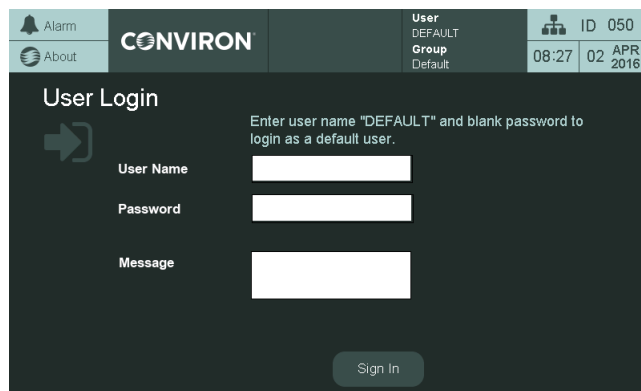 Alarm
About
CONVIRON
User
DEFAULT
Group
Default
ID 050
08:27
02 APR 2016
User Login
Enter user name "DEFAULT" and blank password to
login as a default user.
User Name
Password
Message
Sign In